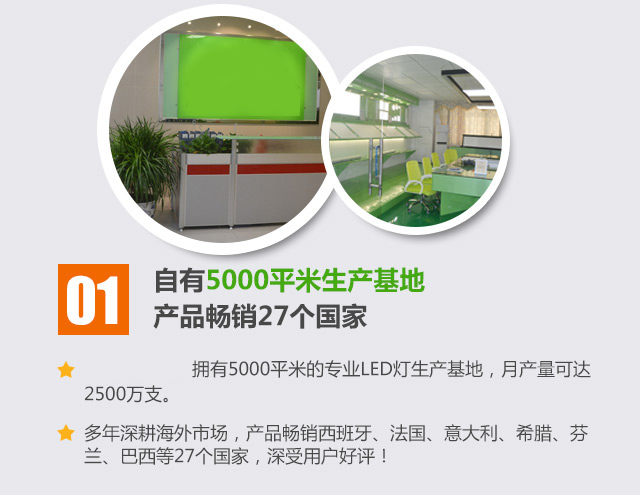 01
自有5000平米生产基地
产品畅销27个国家
拥有5000平米的专业LED灯生产基地，月产量可达
2500万支。
多年深耕海外市场，产品畅销西班牙、法国、意大利、希腊、芬
兰、巴西等27个国家，深受用户好评！